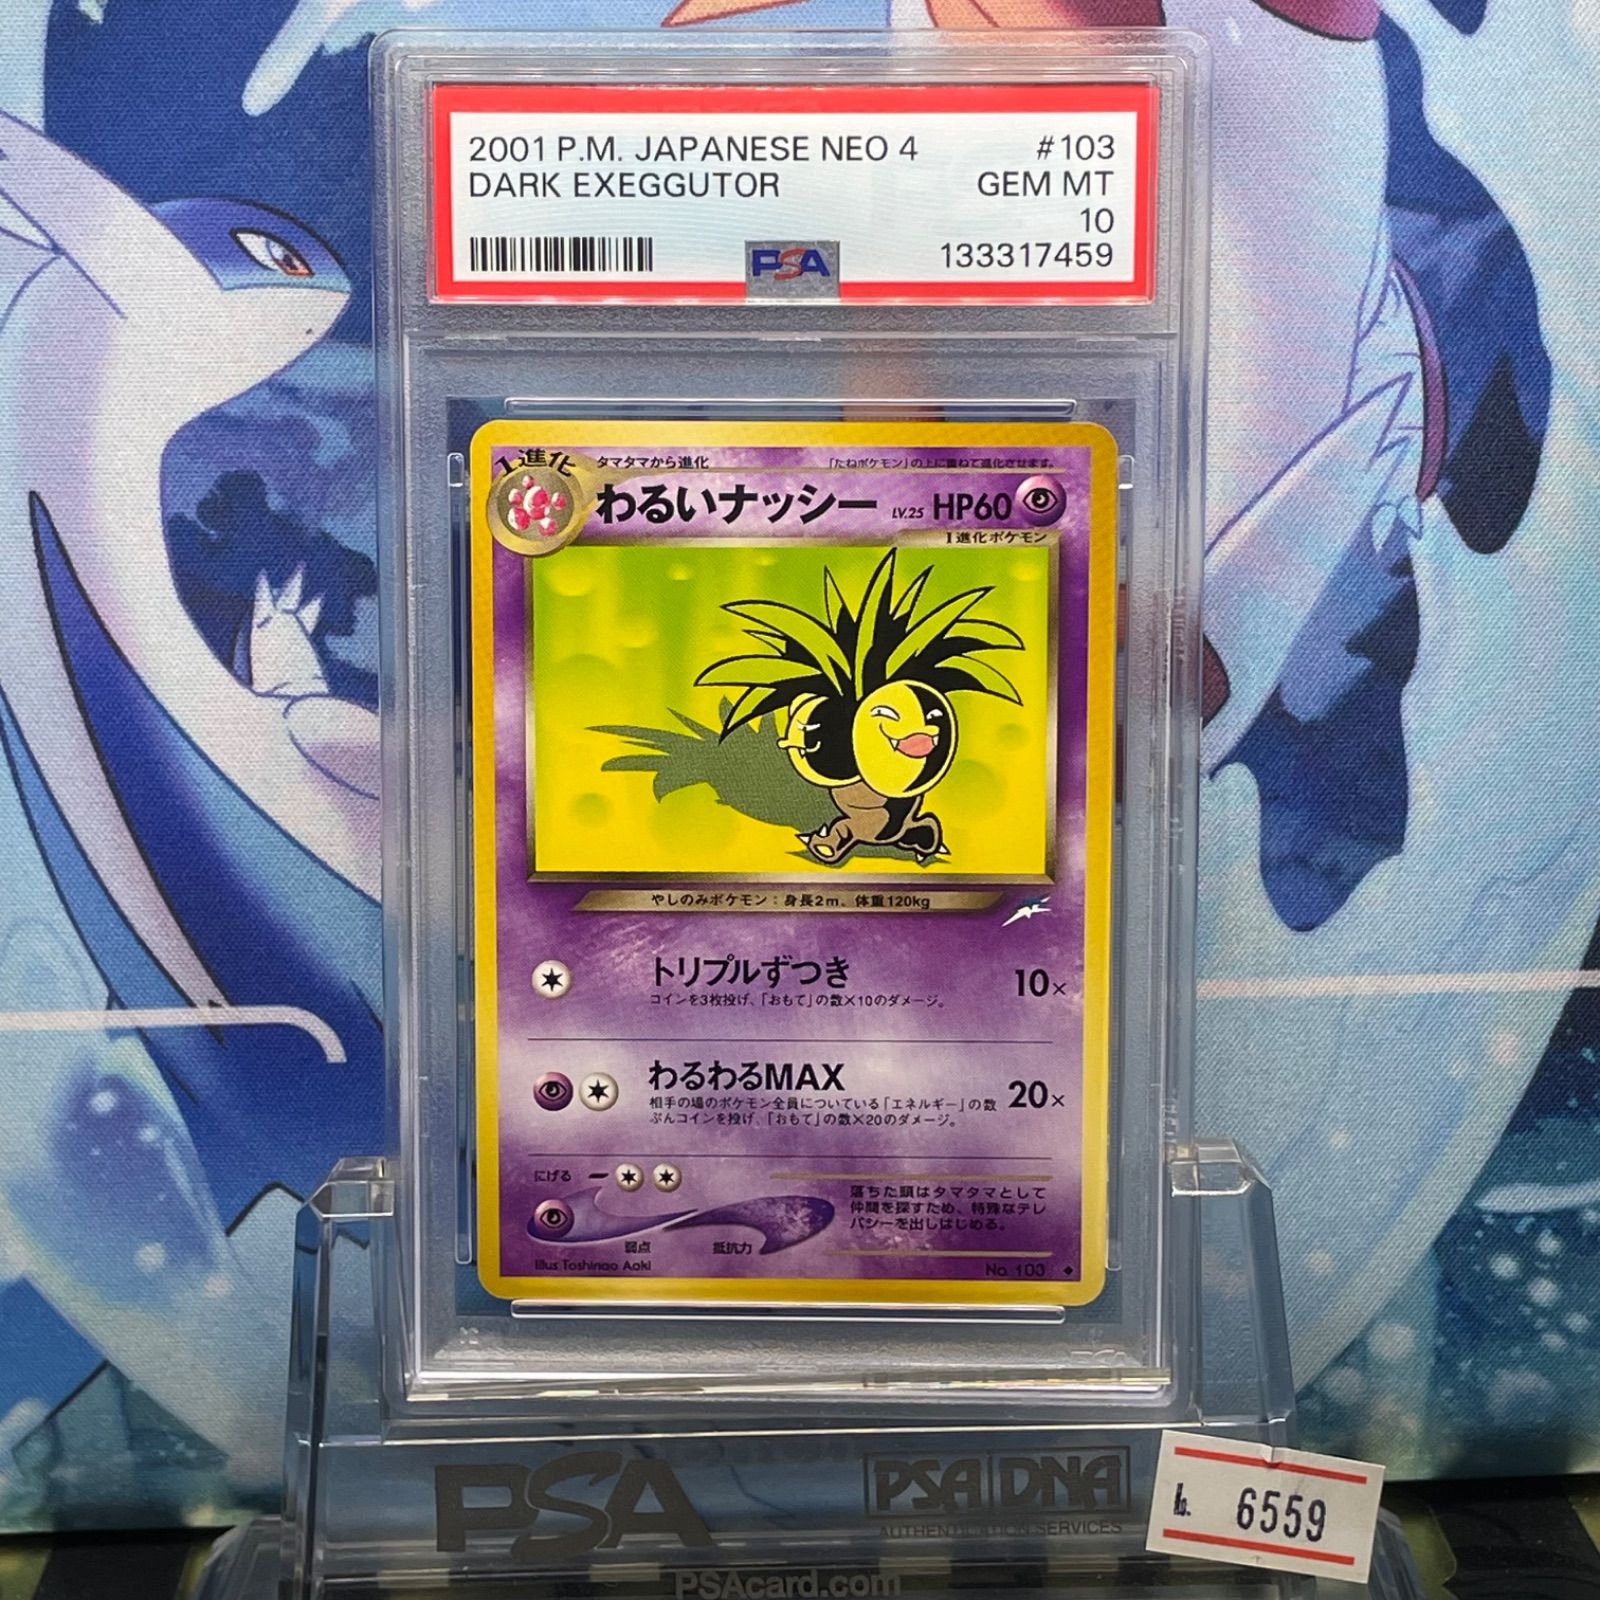 2001 P.M. JAPANESE NEO 4 #103
DARK EXEGGUTOR GEM MT
10
PSA 133317459
1進化 タマタマから進化 「たねポケモン」の上に重ねて進化させます。
わるいナッシー LV.25 HP60
1進化ポケモン
やしのみポケモン：身長2m、体重120kg
トリプルずつき 10×
コインを3枚投げ、「おもて」の数×10のダメージ。
わるわるMAX 20×
相手の場のポケモン全員についている「エネルギー」の数
ぶんコインを投げ、「おもて」の数×20のダメージ。
にげる
落ちた頭はタマタマとして
仲間を探すため、特殊なテレ
パシーを出しはじめる。
弱点 抵抗力
Illus. Toshinao Aoki No. 103
PSA PSA DNA
AUTHENTICATION SERVICES
No. 6559
PSAcard.com